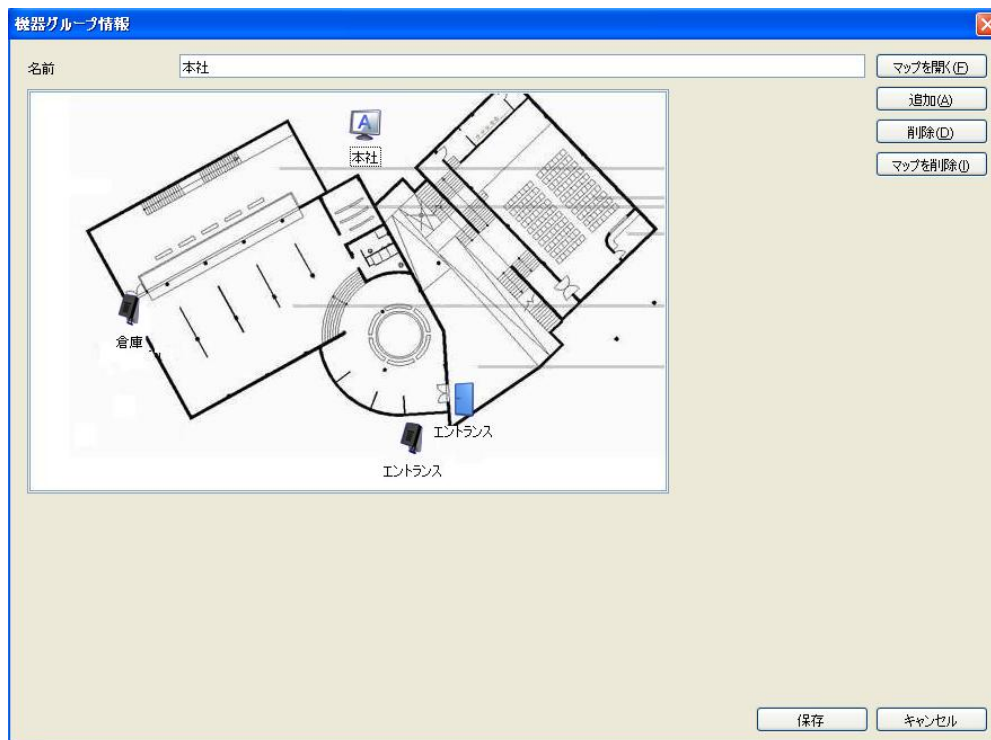 機器グループ情報
名前
本社
マップを開く(F)
追加(A)
削除(D)
マップを削除(I)
A
本社
倉庫
エントランス
エントランス
保存
キャンセル